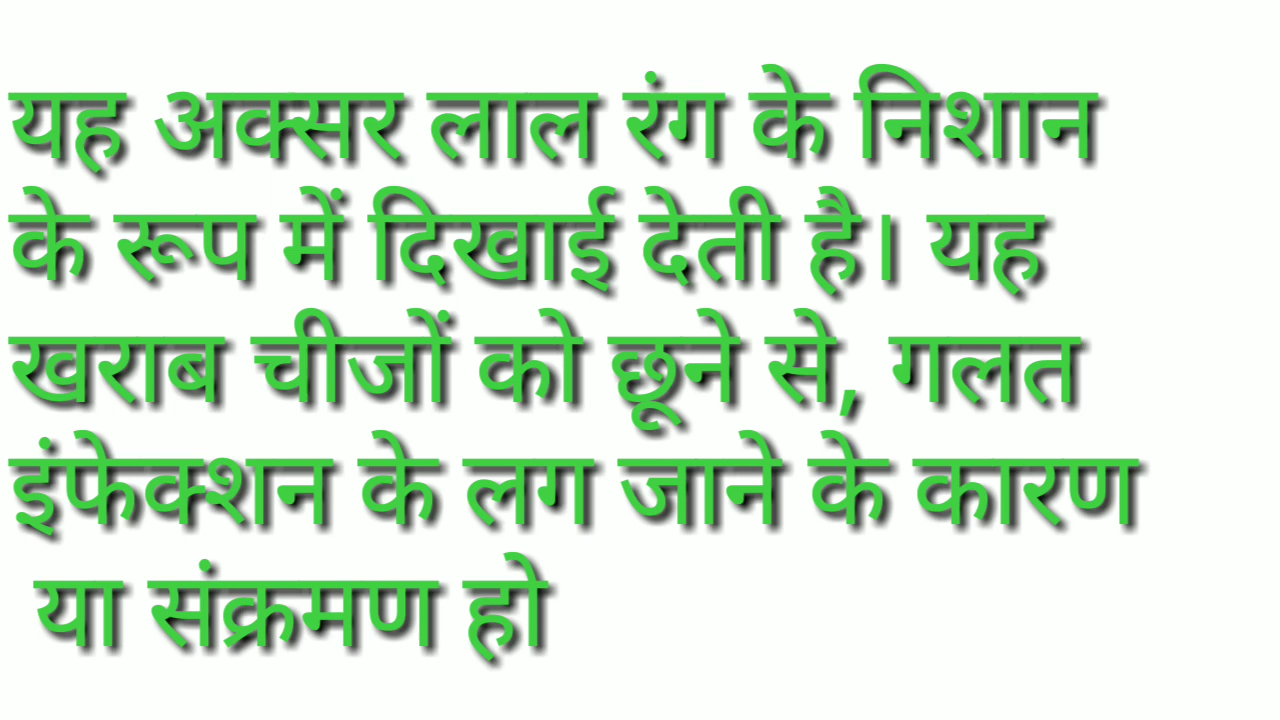 यह अक्सर लाल रंग के निशान
के रूप में दिखाई देती है। यह
खराब चीजों को छूने से, गलत
इंफेक्शन के लग जाने के कारण
या संक्रमण हो